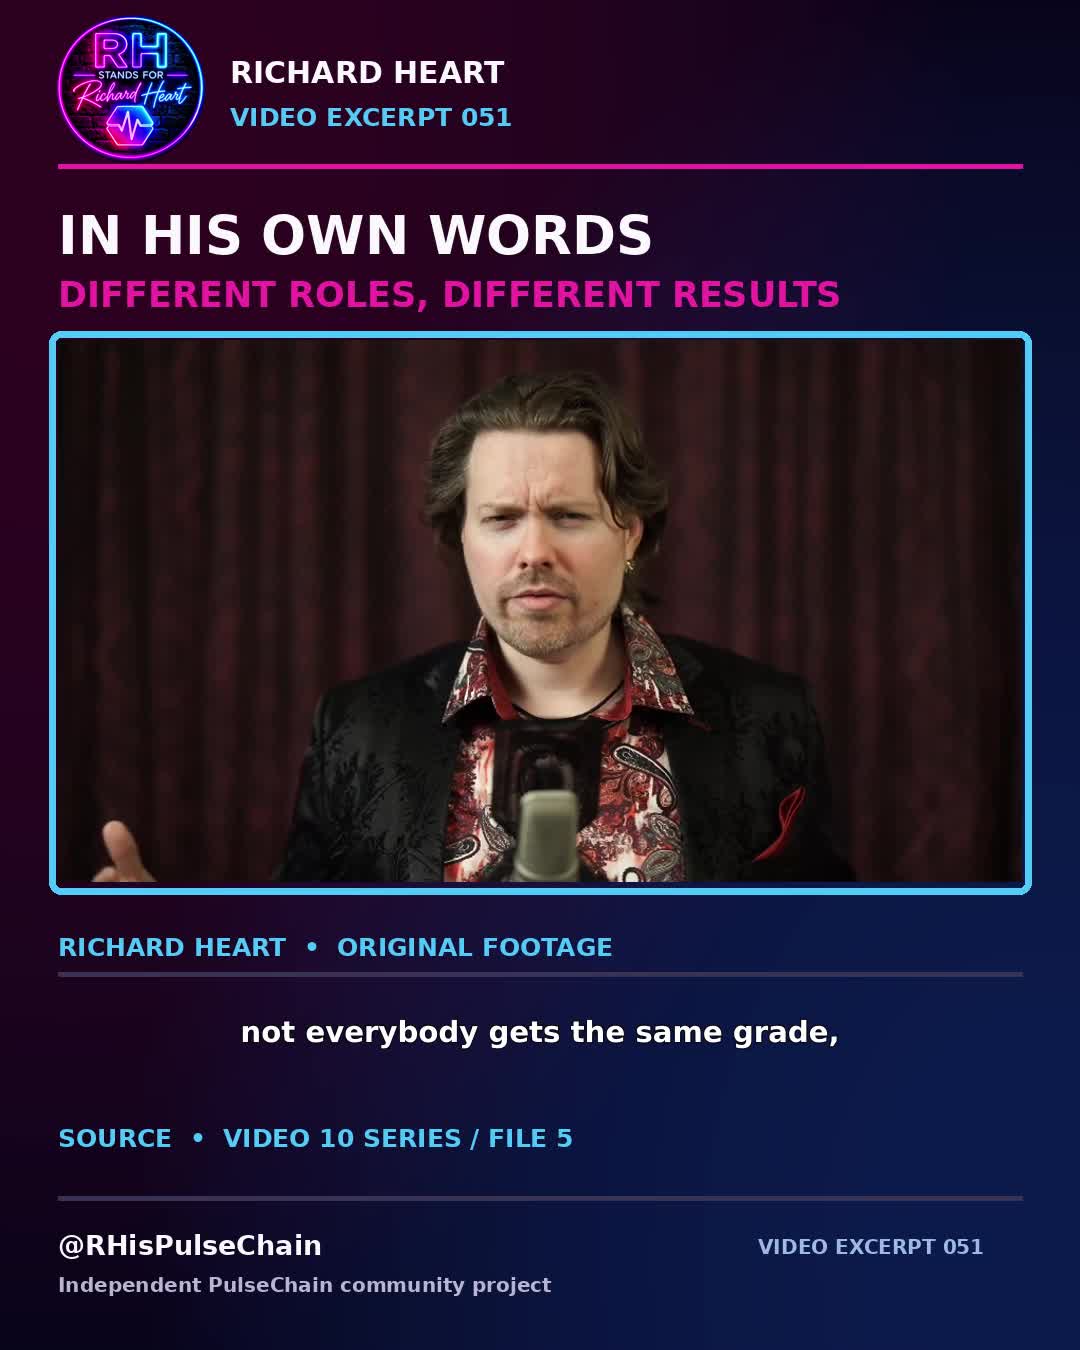 RH
STANDS FOR
Richard Heart
RICHARD HEART
VIDEO EXCERPT 051
IN HIS OWN WORDS
DIFFERENT ROLES, DIFFERENT RESULTS
RICHARD HEART • ORIGINAL FOOTAGE
not everybody gets the same grade,
SOURCE • VIDEO 10 SERIES / FILE 5
@RHisPulseChain
VIDEO EXCERPT 051
Independent PulseChain community project